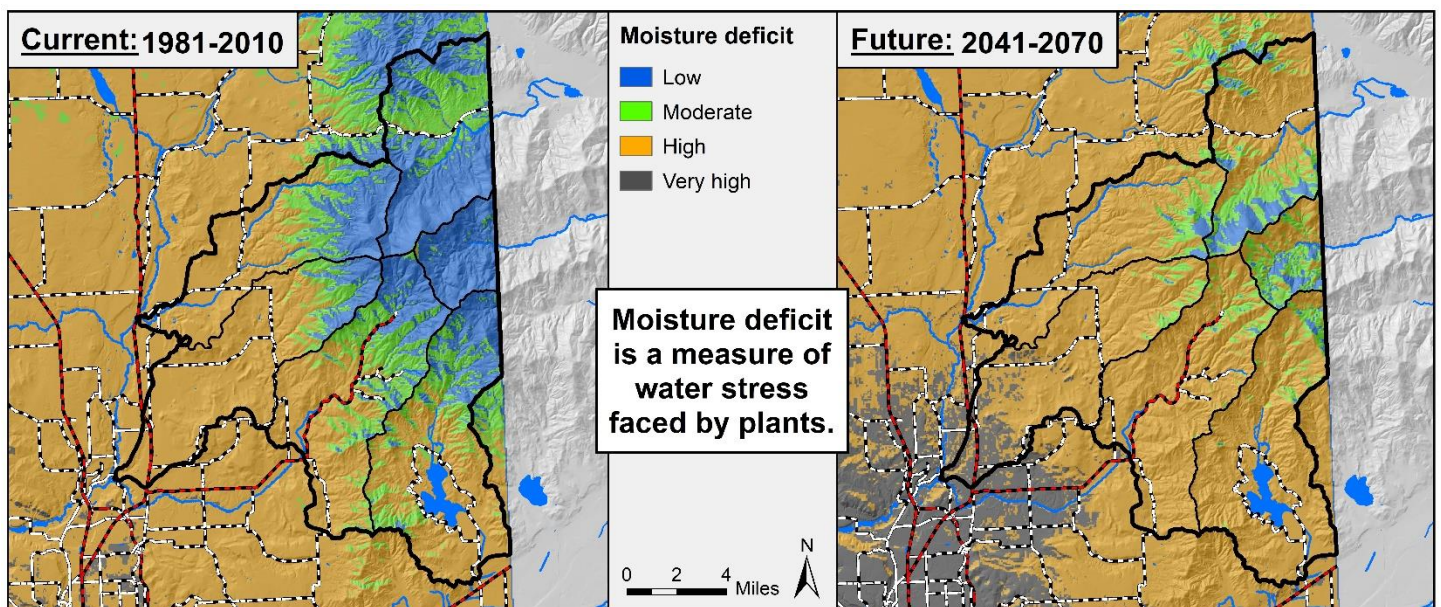 Current: 1981-2010
Moisture deficit
Low
Moderate
High
Very high
Future: 2041-2070
Moisture deficit
is a measure of
water stress
faced by plants.
N
0 2 4 Miles